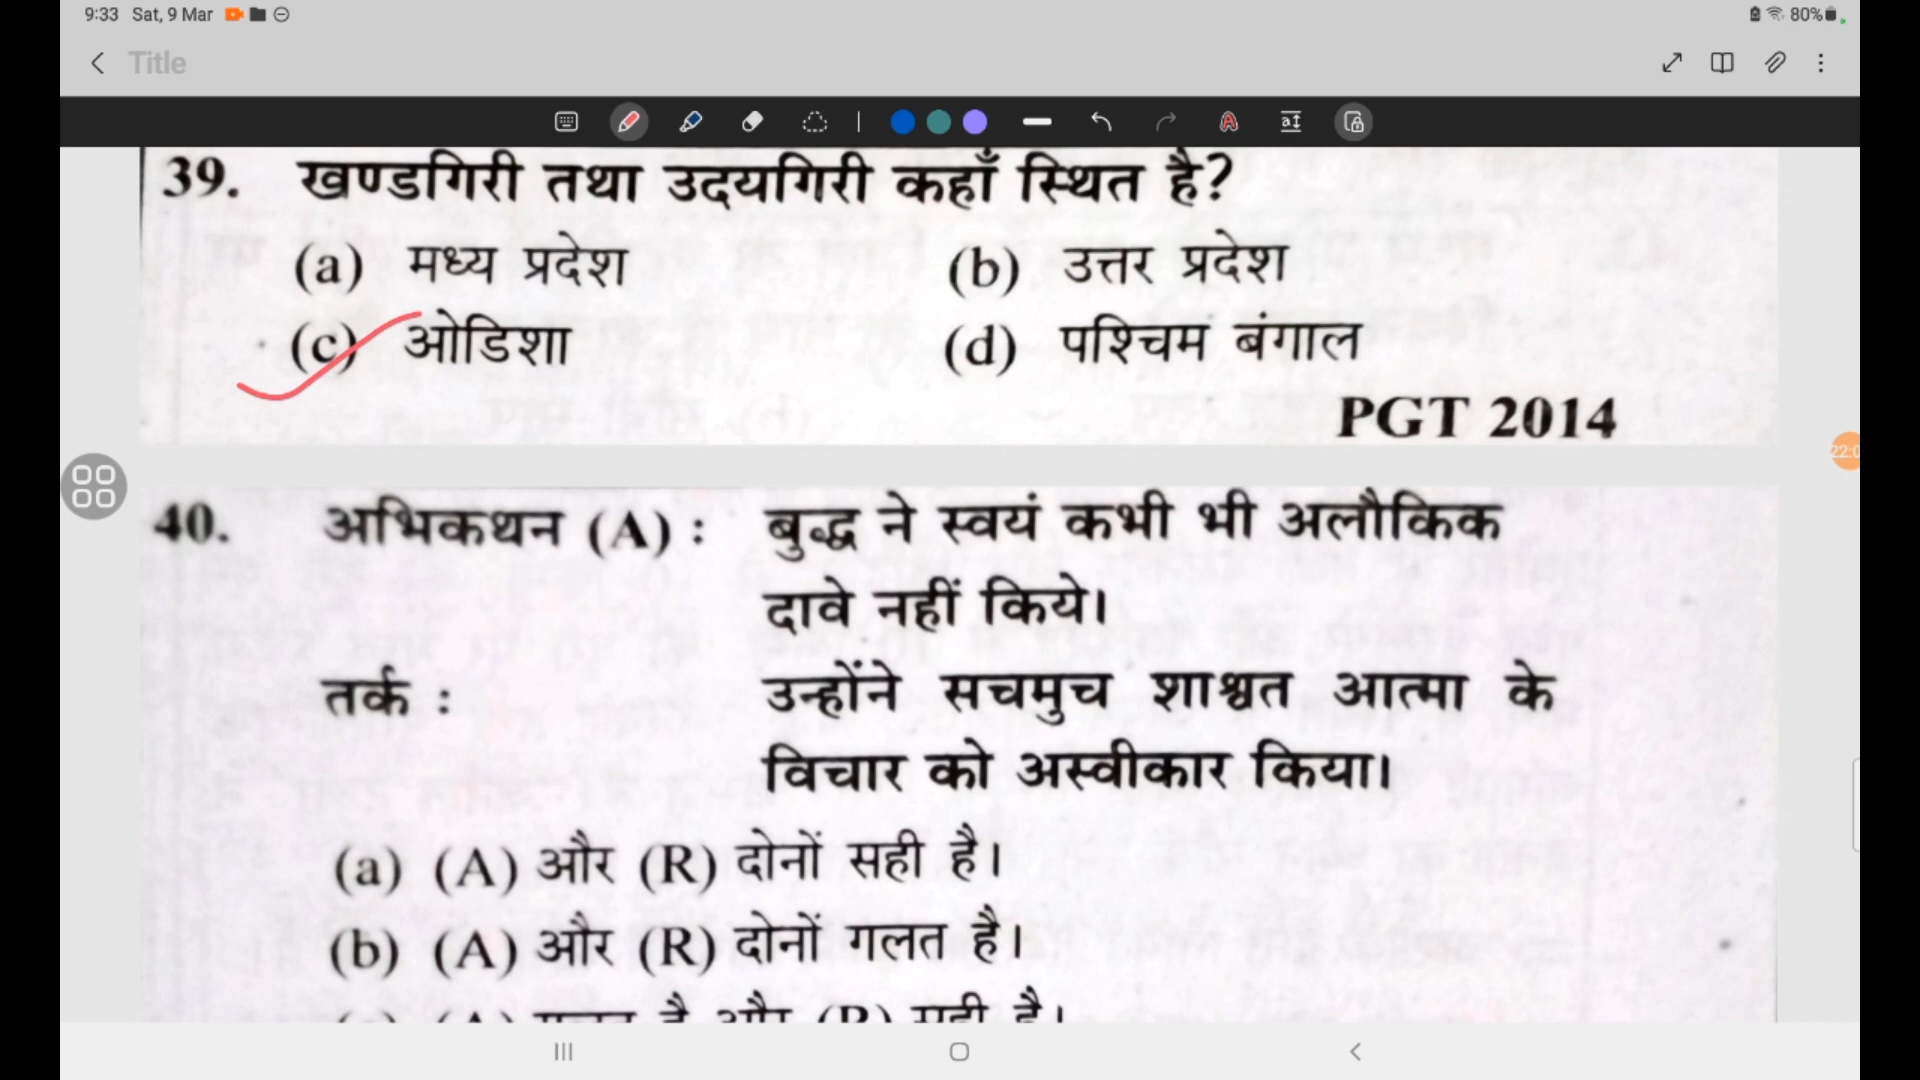 9:33 Sat, 9 Mar
80%
Title
39. खण्डगिरी तथा उदयगिरी कहाँ स्थित है?
(a) मध्य प्रदेश (b) उत्तर प्रदेश
(c) ओडिशा (d) पश्चिम बंगाल
PGT 2014
40. अभिकथन (A) : बुद्ध ने स्वयं कभी भी अलौकिक
दावे नहीं किये।
तर्क : उन्होंने सचमुच शाश्वत आत्मा के
विचार को अस्वीकार किया।
(a) (A) और (R) दोनों सही है।
(b) (A) और (R) दोनों गलत है।